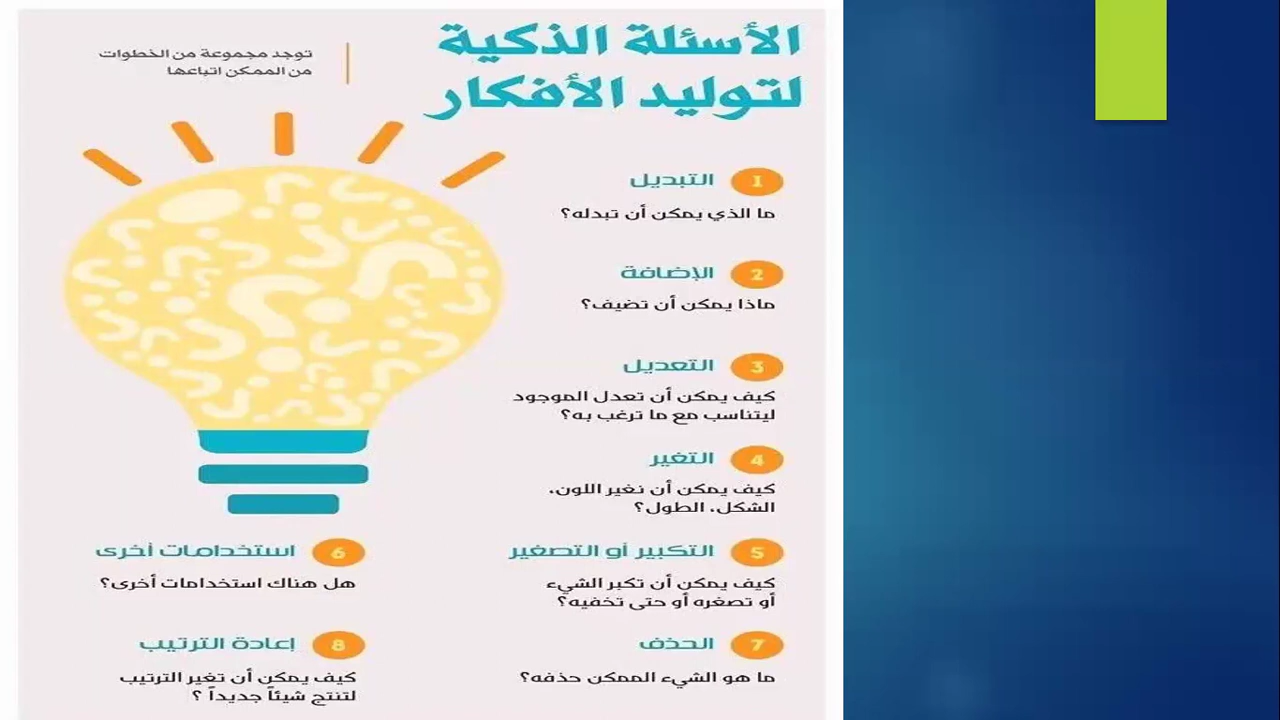 الأسئلة الذكية
لتوليد الأفكار
توجد مجموعة من الخطوات
من الممكن اتباعها
1 التبديل
ما الذي يمكن أن تبدله؟
2 الإضافة
ماذا يمكن أن تضيف؟
3 التعديل
كيف يمكن أن تعدل الموجود
ليتناسب مع ما ترغب به؟
4 التغير
كيف يمكن أن نغير اللون،
الشكل، الطول؟
5 التكبير أو التصغير
كيف يمكن أن تكبر الشيء
أو تصغره أو حتى تخفيه؟
6 استخدامات أخرى
هل هناك استخدامات أخرى؟
7 الحذف
ما هو الشيء الممكن حذفه؟
8 إعادة الترتيب
كيف يمكن أن تغير الترتيب
لتنتج شيئاً جديداً ؟